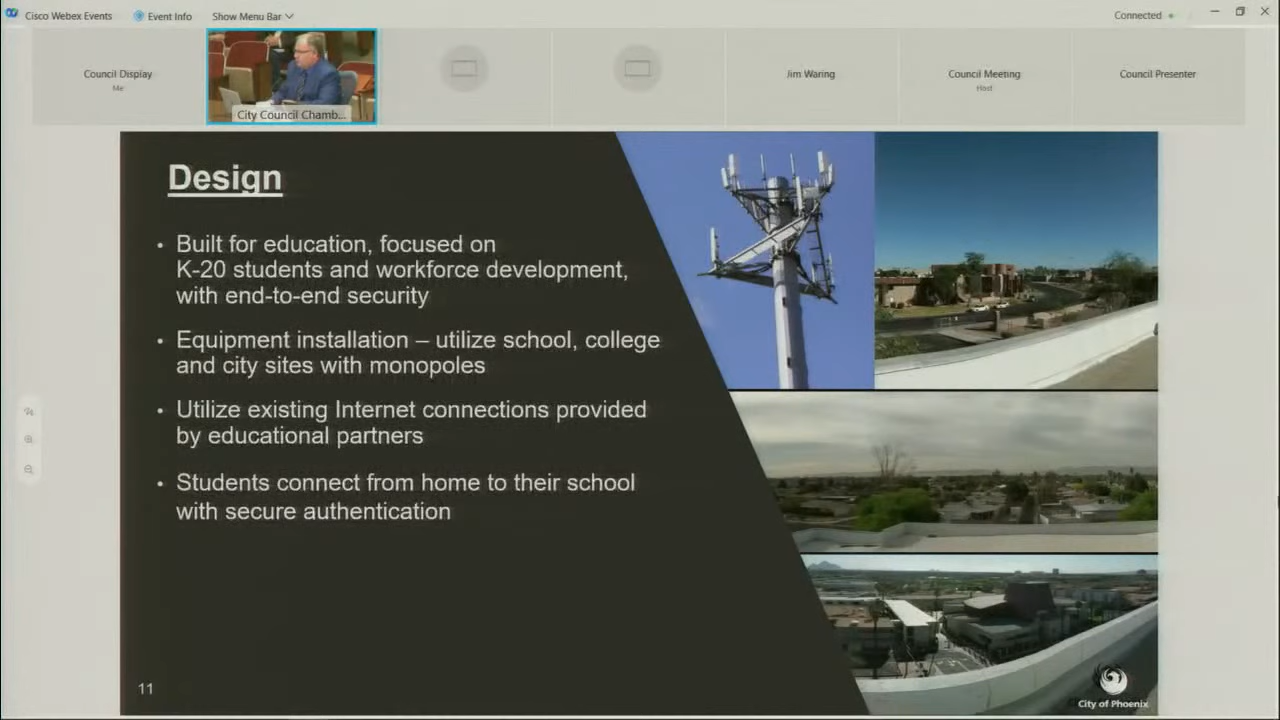 Cisco Webex Events
Event Info
Show Menu Bar
Connected
Council Display
Me
City Council Chamb...
Jim Waring
Council Meeting
Host
Council Presenter
Design
• Built for education, focused on
K-20 students and workforce development,
with end-to-end security
• Equipment installation – utilize school, college
and city sites with monopoles
• Utilize existing Internet connections provided
by educational partners
• Students connect from home to their school
with secure authentication
11
City of Phoenix